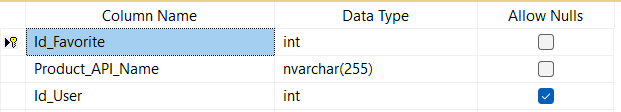 Column Name Data Type Allow Nulls
Id_Favorite int
Product_API_Name nvarchar(255)
Id_User int